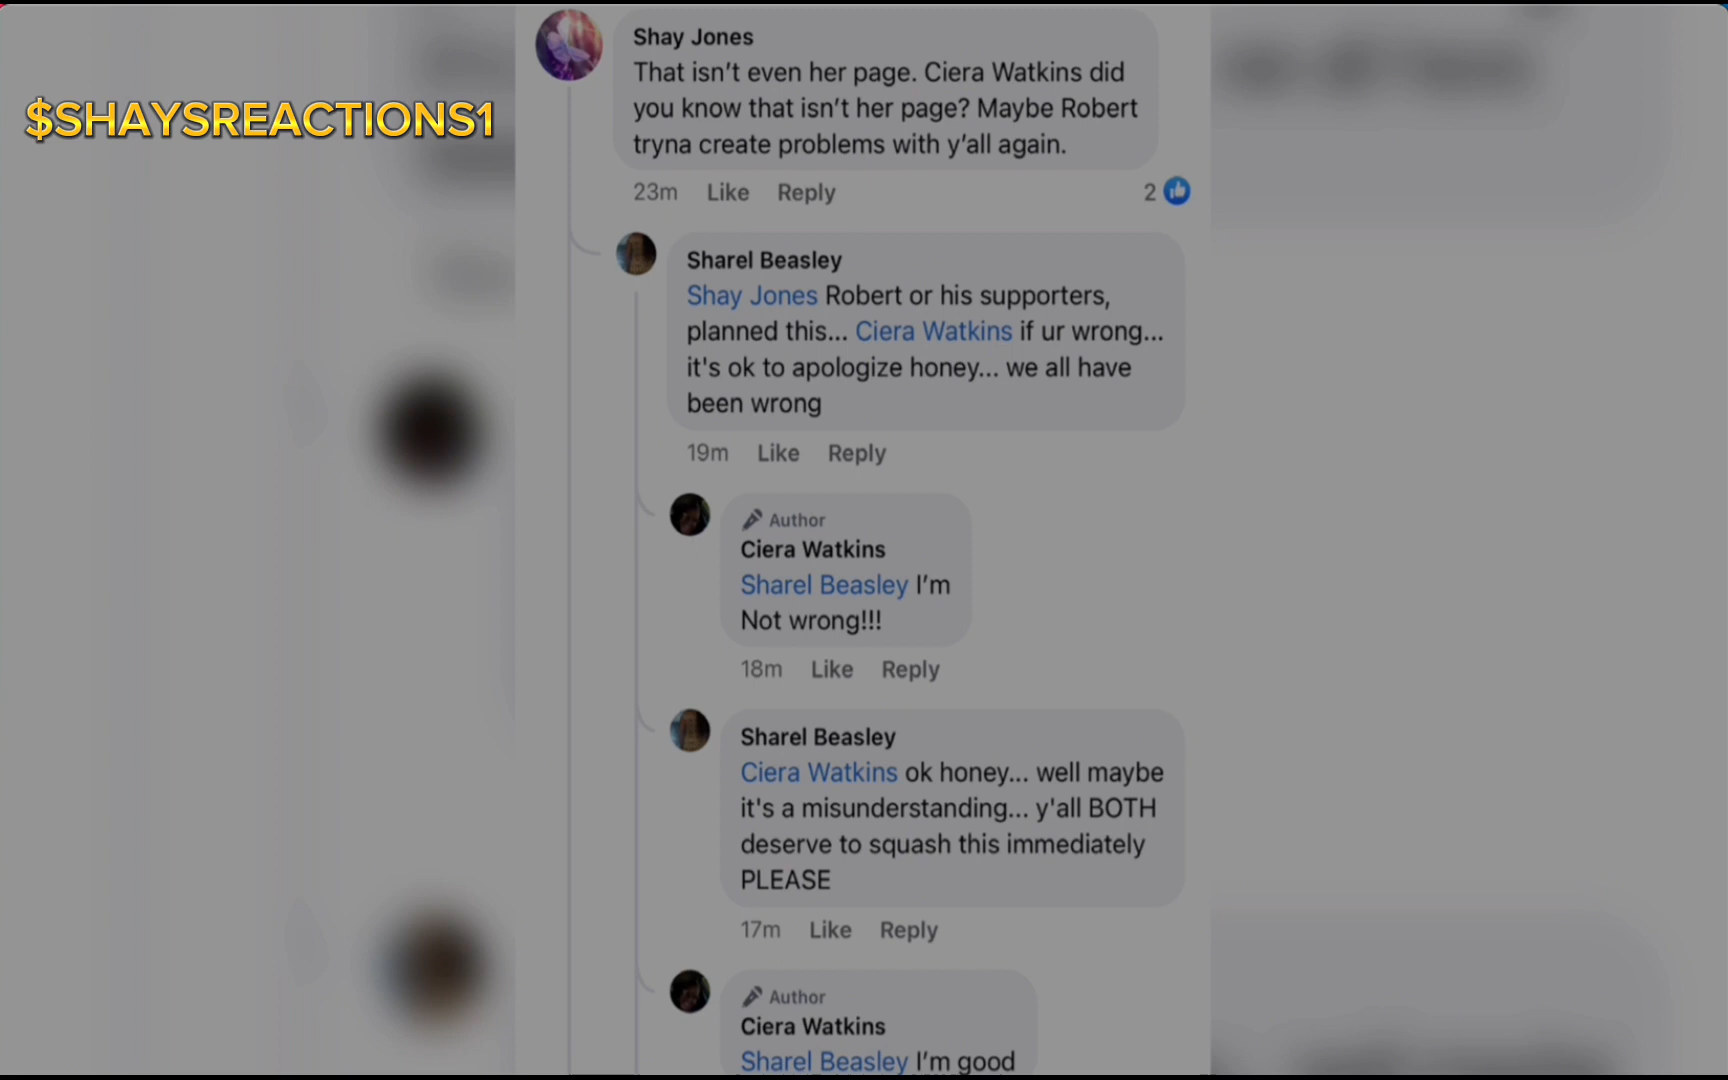 $SHAYSREACTIONS1
Shay Jones
That isn’t even her page. Ciera Watkins did
you know that isn’t her page? Maybe Robert
tryna create problems with y’all again.
23m Like Reply 2
Sharel Beasley
Shay Jones Robert or his supporters,
planned this... Ciera Watkins if ur wrong...
it's ok to apologize honey... we all have
been wrong
19m Like Reply
Author
Ciera Watkins
Sharel Beasley I’m
Not wrong!!!
18m Like Reply
Sharel Beasley
Ciera Watkins ok honey... well maybe
it's a misunderstanding... y'all BOTH
deserve to squash this immediately
PLEASE
17m Like Reply
Author
Ciera Watkins
Sharel Beasley I’m good